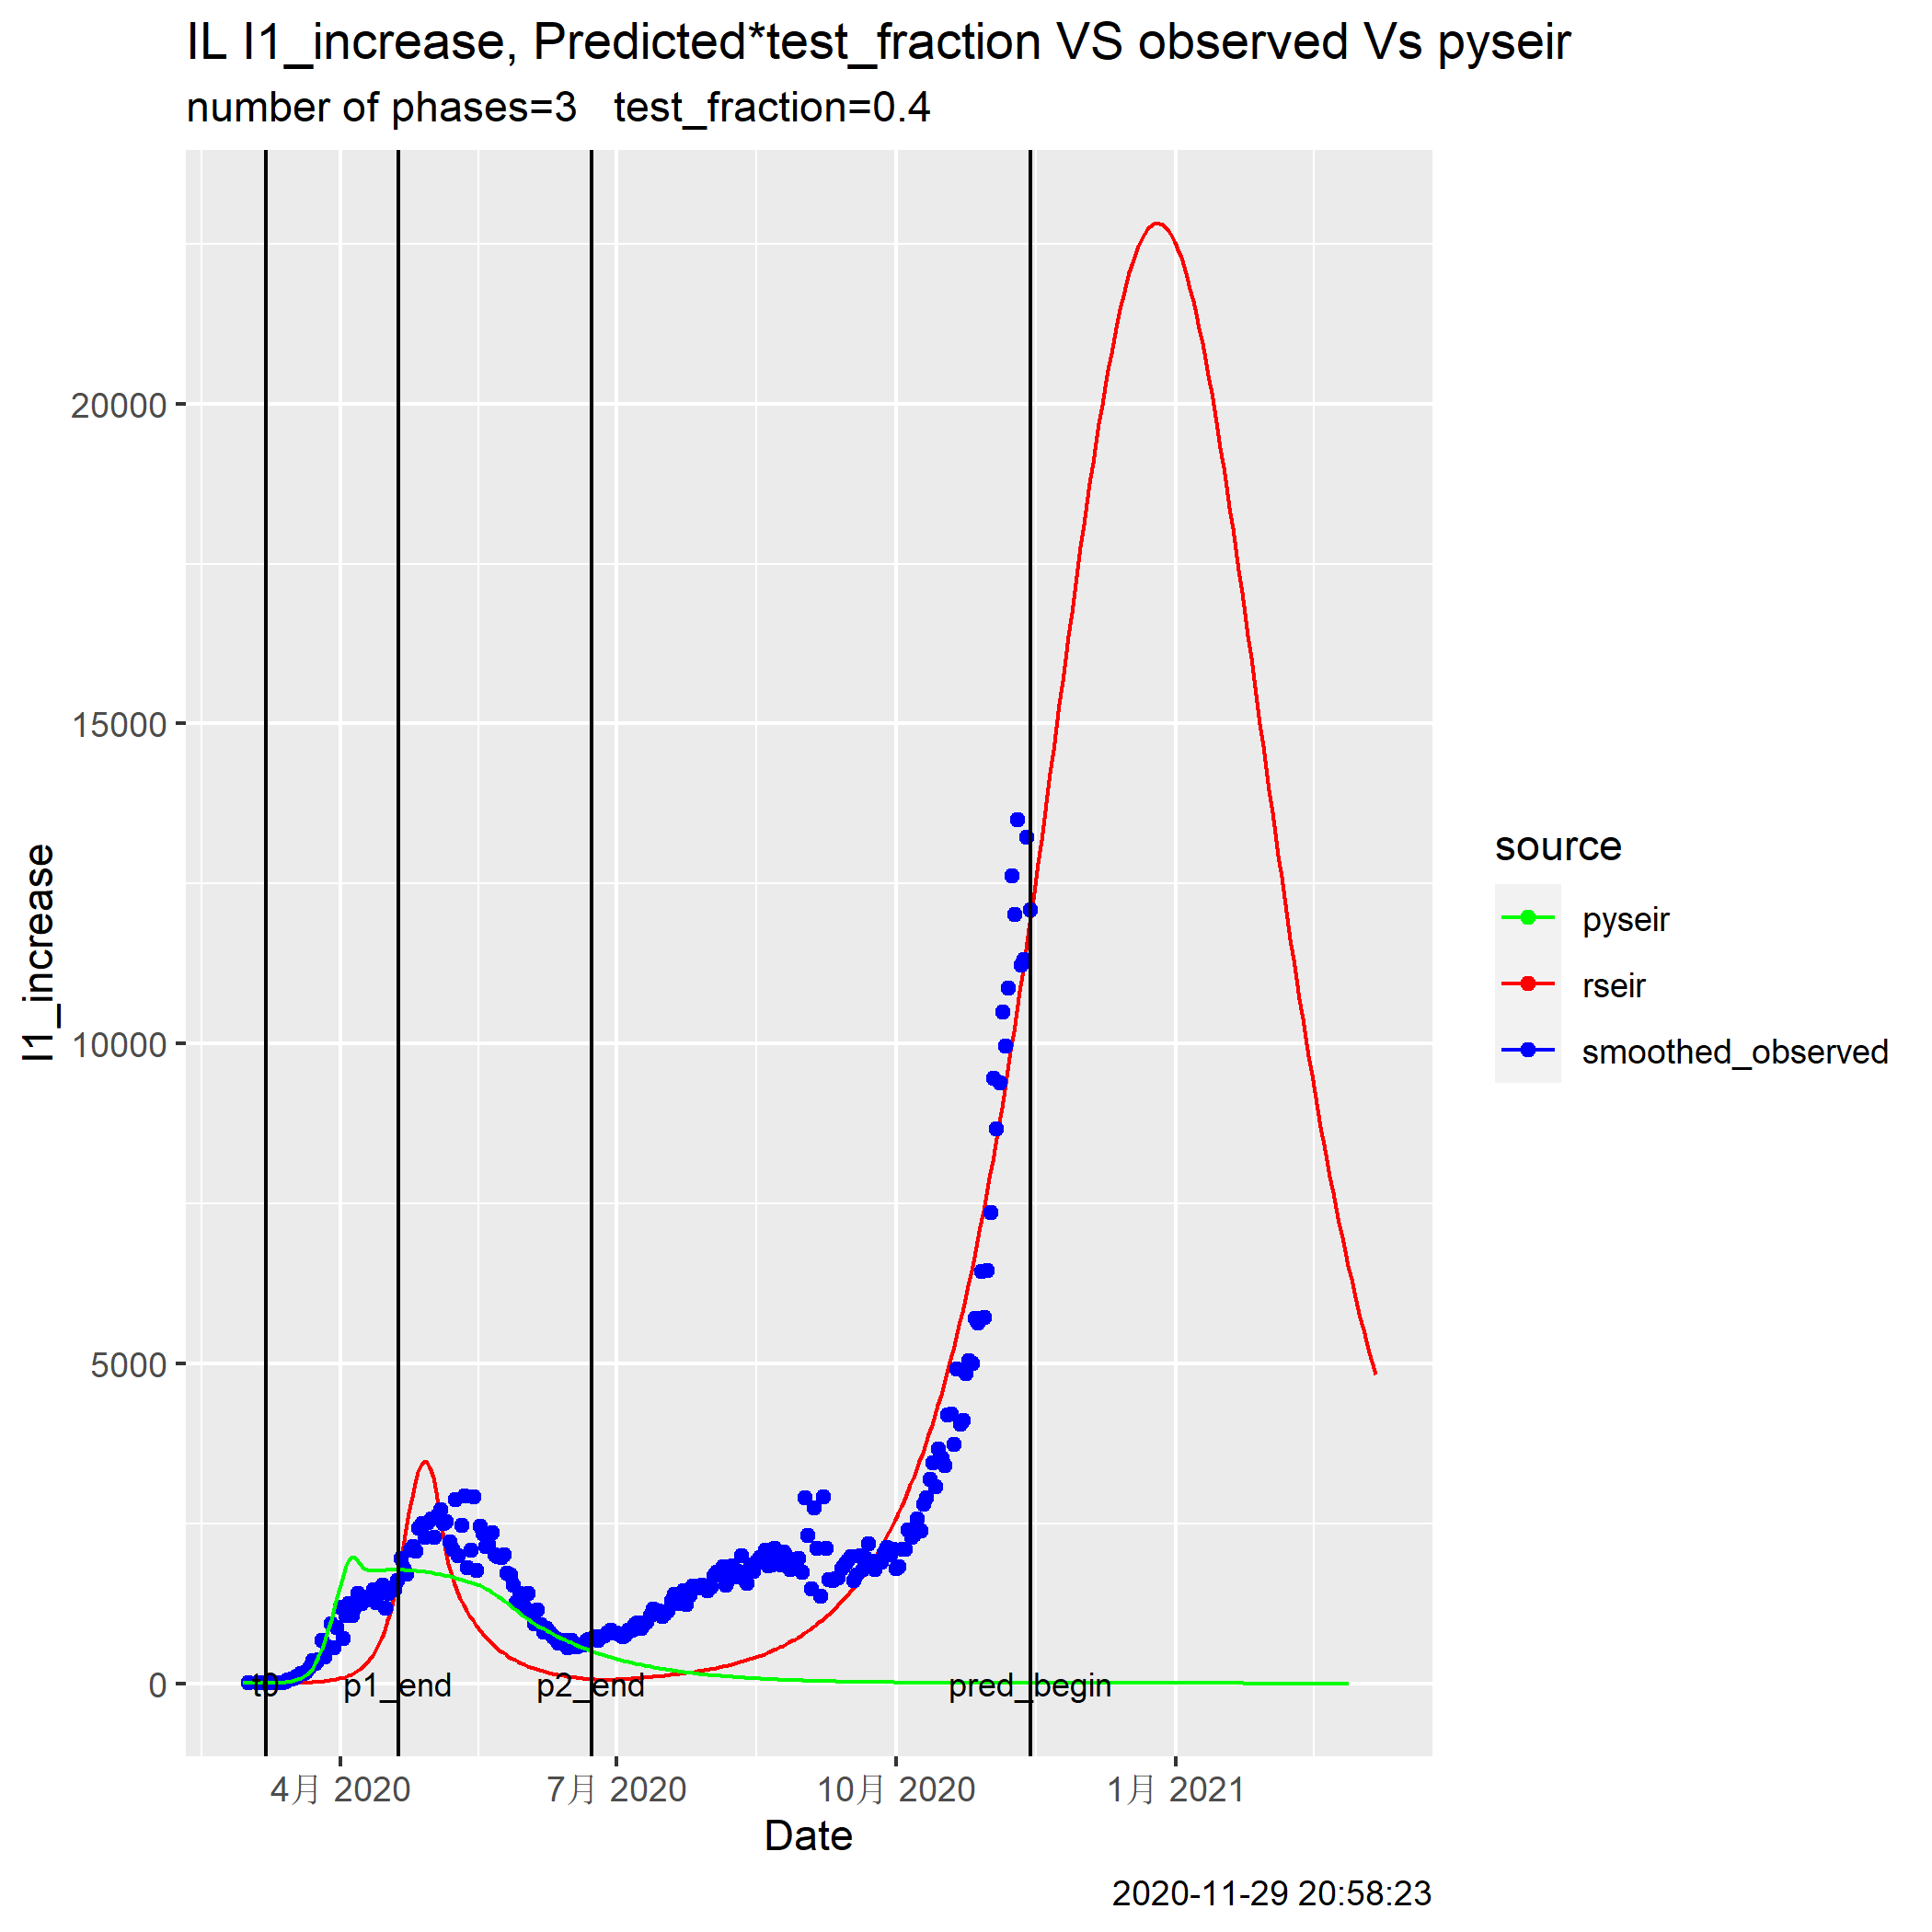 IL I1_increase, Predicted*test_fraction VS observed Vs pyseir
number of phases=3   test_fraction=0.4
20000
15000
10000
5000
0
I1_increase
t0
p1_end
p2_end
pred_begin
4月 2020
7月 2020
10月 2020
1月 2021
Date
source
pyseir
rseir
smoothed_observed
2020-11-29 20:58:23